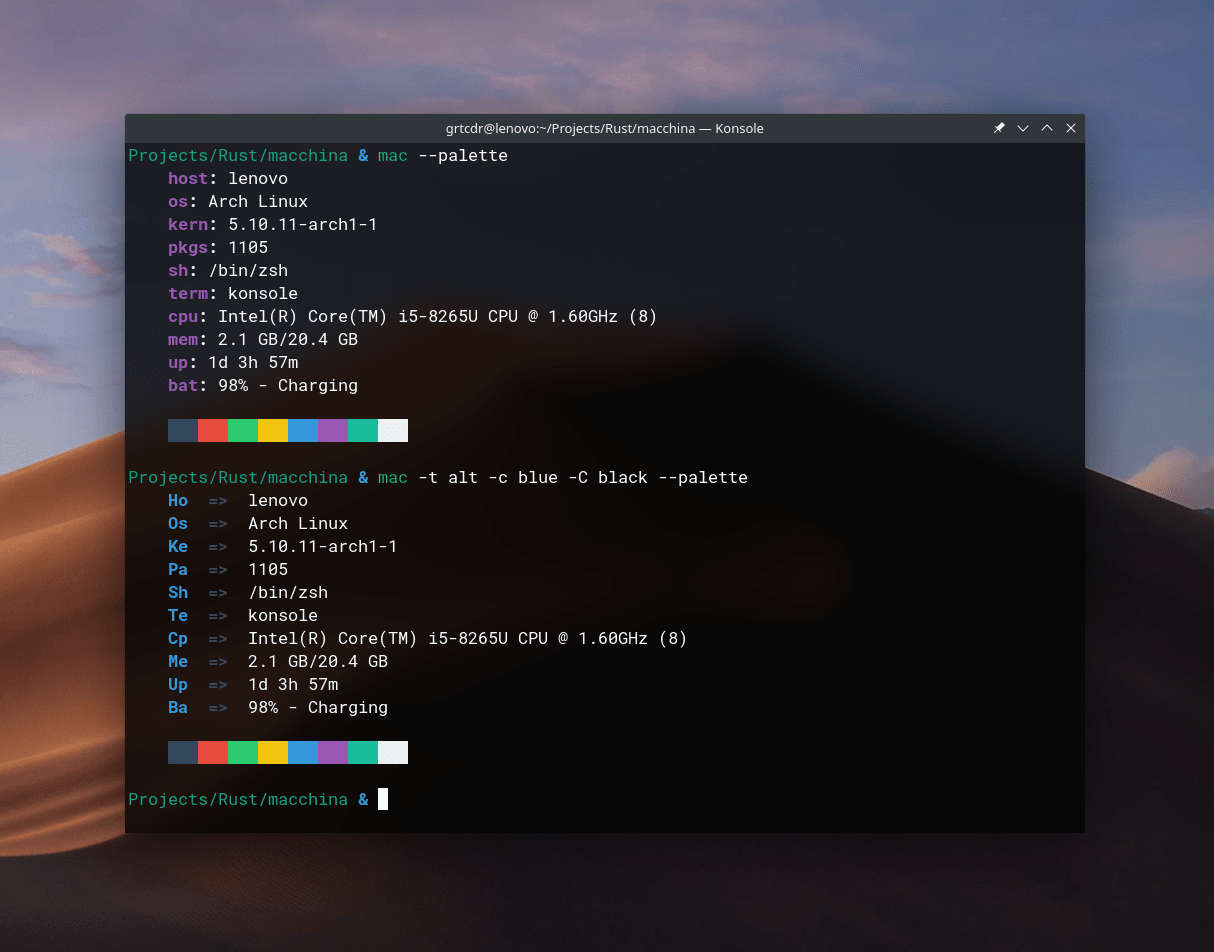 grtcdr@lenovo:~/Projects/Rust/macchina — Konsole
Projects/Rust/macchina & mac --palette
host: lenovo
os: Arch Linux
kern: 5.10.11-arch1-1
pkgs: 1105
sh: /bin/zsh
term: konsole
cpu: Intel(R) Core(TM) i5-8265U CPU @ 1.60GHz (8)
mem: 2.1 GB/20.4 GB
up: 1d 3h 57m
bat: 98% - Charging
Projects/Rust/macchina & mac -t alt -c blue -C black --palette
Ho => lenovo
Os => Arch Linux
Ke => 5.10.11-arch1-1
Pa => 1105
Sh => /bin/zsh
Te => konsole
Cp => Intel(R) Core(TM) i5-8265U CPU @ 1.60GHz (8)
Me => 2.1 GB/20.4 GB
Up => 1d 3h 57m
Ba => 98% - Charging
Projects/Rust/macchina &